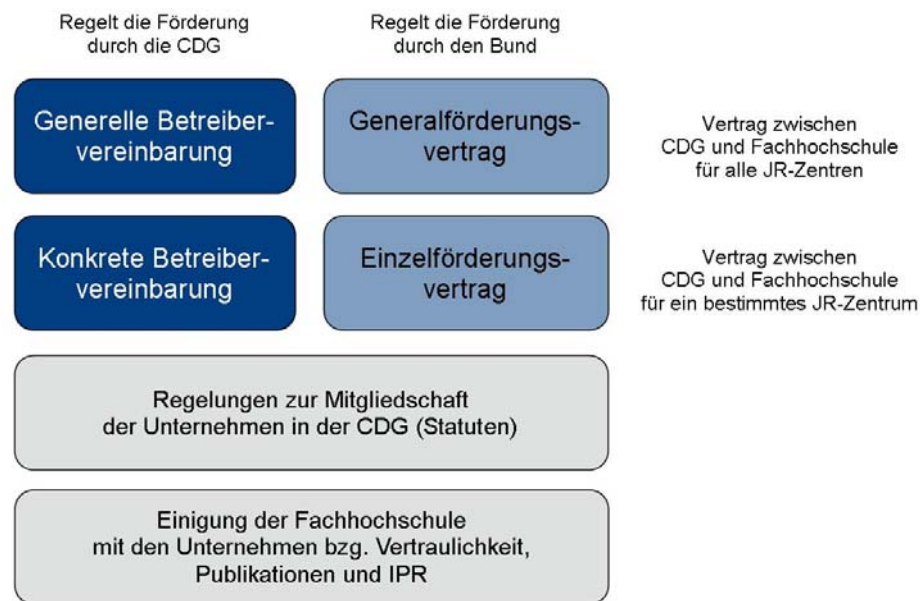 Regelt die Förderung
durch die CDG
Regelt die Förderung
durch den Bund
Generelle Betreiber-
vereinbarung
Generalförderungs-
vertrag
Vertrag zwischen
CDG und Fachhochschule
für alle JR-Zentren
Konkrete Betreiber-
vereinbarung
Einzelförderungs-
vertrag
Vertrag zwischen
CDG und Fachhochschule
für ein bestimmtes JR-Zentrum
Regelungen zur Mitgliedschaft
der Unternehmen in der CDG (Statuten)
Einigung der Fachhochschule
mit den Unternehmen bzg. Vertraulichkeit,
Publikationen und IPR